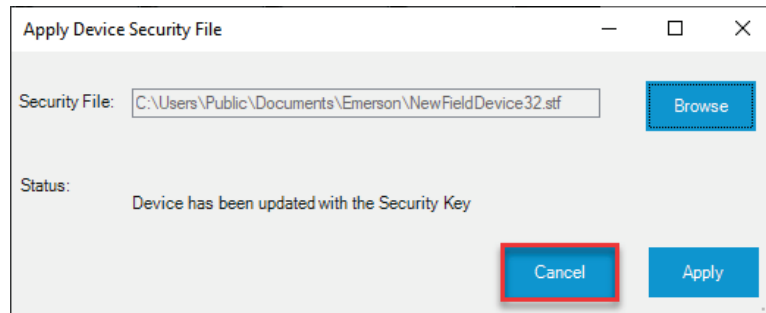 Apply Device Security File
Security File: C:\Users\Public\Documents\Emerson\NewFieldDevice32.stf Browse
Status:
Device has been updated with the Security Key
Cancel Apply